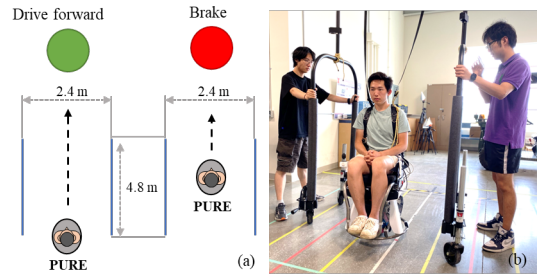 Drive forward
Brake
2.4 m
2.4 m
4.8 m
PURE
PURE
(a)
(b)